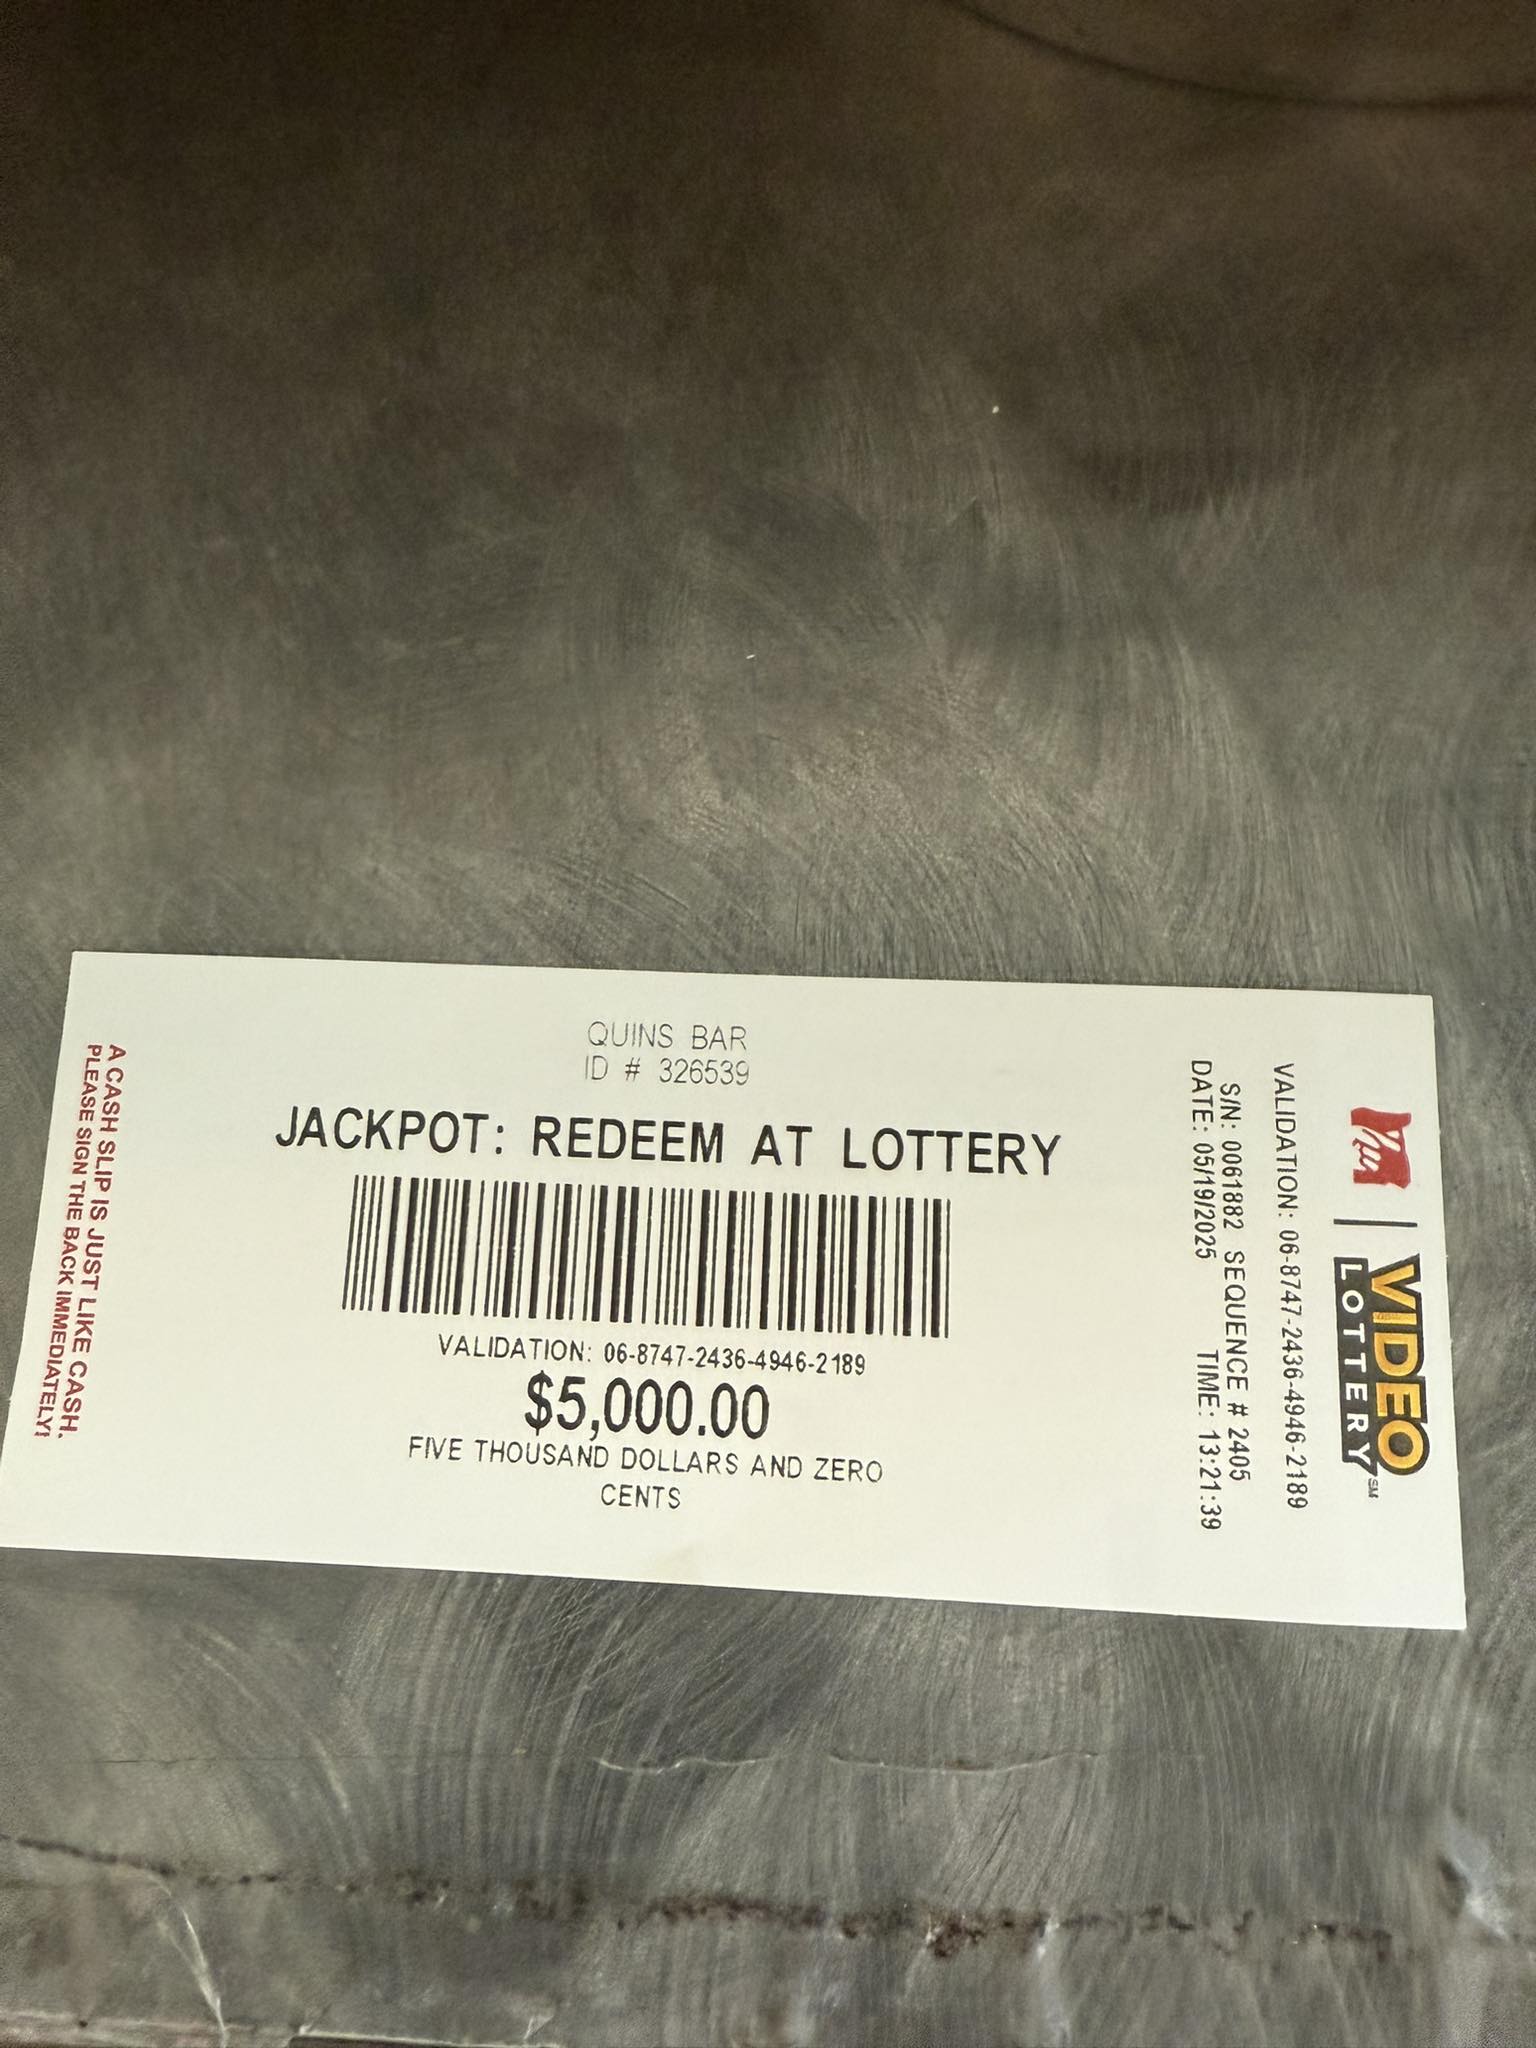 QUINS BAR
ID # 326539
JACKPOT: REDEEM AT LOTTERY
VALIDATION: 06-8747-2436-4946-2189
$5,000.00
FIVE THOUSAND DOLLARS AND ZERO
CENTS
A CASH SLIP IS JUST LIKE CASH.
PLEASE SIGN THE BACK IMMEDIATELY!
VIDEO
LOTTERY SM
VALIDATION: 06-8747-2436-4946-2189
S/N: 0061882 SEQUENCE # 2405
DATE: 05/19/2025 TIME: 13:21:39